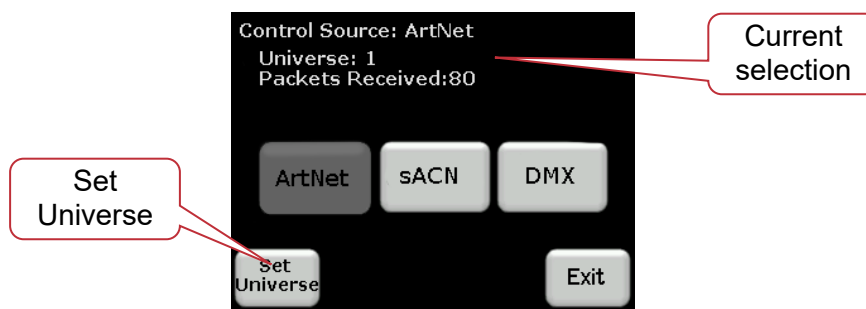 Control Source: ArtNet
Universe: 1
Packets Received:80
Current
selection
ArtNet
sACN
DMX
Set
Universe
Set
Universe
Exit